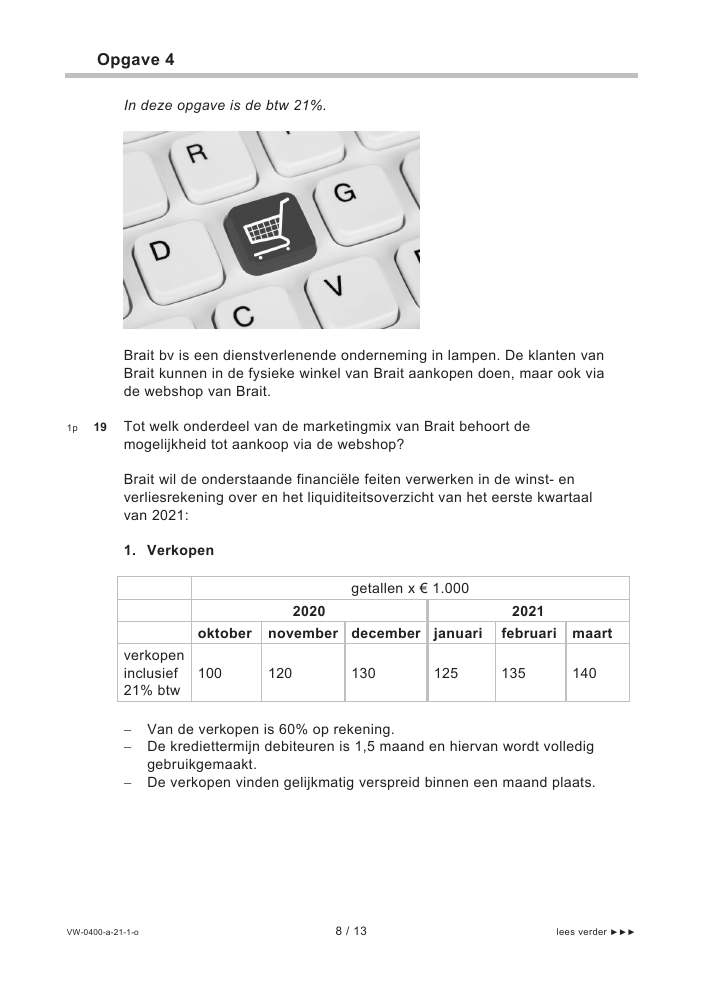 Opgave 4
In deze opgave is de btw 21%.
R
G
D
V
C
Brait bv is een dienstverlenende onderneming in lampen. De klanten van
Brait kunnen in de fysieke winkel van Brait aankopen doen, maar ook via
de webshop van Brait.
1p 19 Tot welk onderdeel van de marketingmix van Brait behoort de
mogelijkheid tot aankoop via de webshop?
Brait wil de onderstaande financiële feiten verwerken in de winst- en
verliesrekening over en het liquiditeitsoverzicht van het eerste kwartaal
van 2021:
1. Verkopen
getallen x € 1.000
2020 2021
oktober november december januari februari maart
verkopen
inclusief 100 120 130 125 135 140
21% btw
– Van de verkopen is 60% op rekening.
– De krediettermijn debiteuren is 1,5 maand en hiervan wordt volledig
gebruikgemaakt.
– De verkopen vinden gelijkmatig verspreid binnen een maand plaats.
VW-0400-a-21-1-o 8 / 13 lees verder ►►►